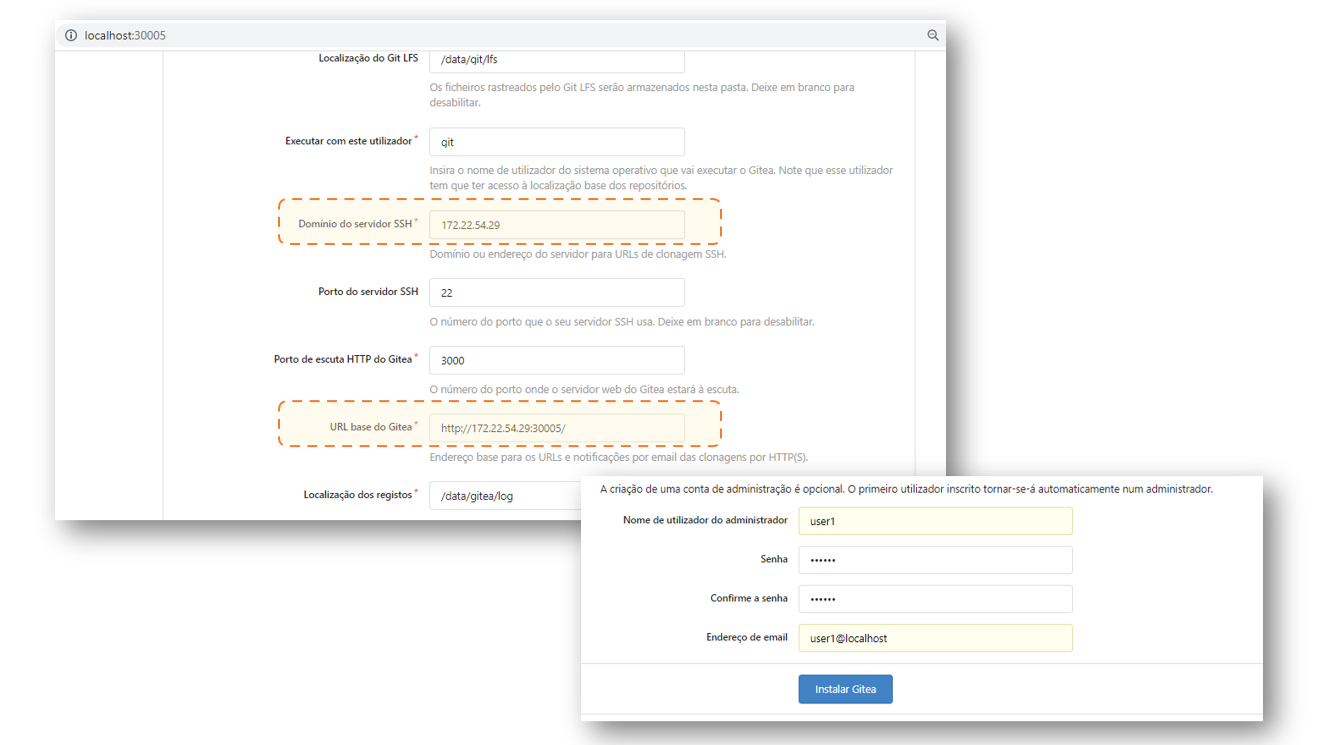 localhost:30005
Localização do Git LFS
/data/git/lfs
Os ficheiros rastreados pelo Git LFS serão armazenados nesta pasta. Deixe em branco para
desabilitar.
Executar com este utilizador *
git
Insira o nome de utilizador do sistema operativo que vai executar o Gitea. Note que esse utilizador
tem que ter acesso à localização base dos repositórios.
Domínio do servidor SSH *
172.22.54.29
Domínio ou endereço do servidor para URLs de clonagem SSH.
Porto do servidor SSH
22
O número do porto que o seu servidor SSH usa. Deixe em branco para desabilitar.
Porto de escuta HTTP do Gitea *
3000
O número do porto onde o servidor web do Gitea estará à escuta.
URL base do Gitea *
http://172.22.54.29:30005/
Endereço base para os URLs e notificações por email das clonagens por HTTP(S).
Localização dos registos *
/data/gitea/log
A criação de uma conta de administração é opcional. O primeiro utilizador inscrito tornar-se-á automaticamente num administrador.
Nome de utilizador do administrador
user1
Senha
••••••
Confirme a senha
••••••
Endereço de email
user1@localhost
Instalar Gitea